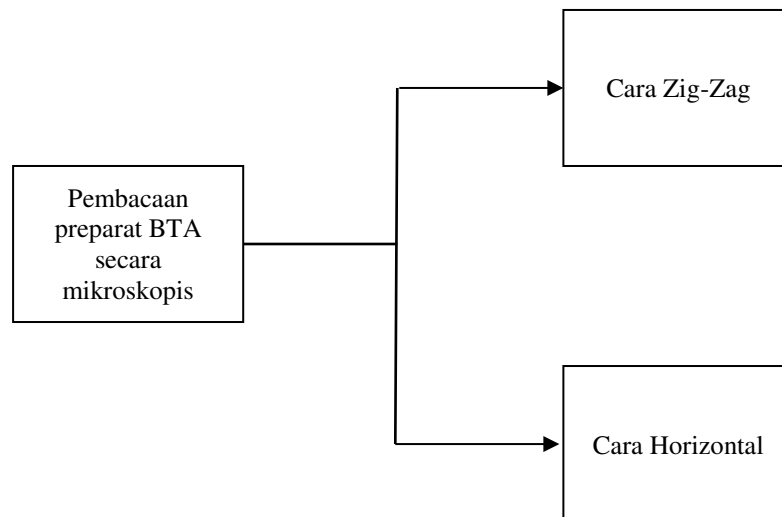 Cara Zig-Zag
Pembacaan
preparat BTA
secara
mikroskopis
Cara Horizontal